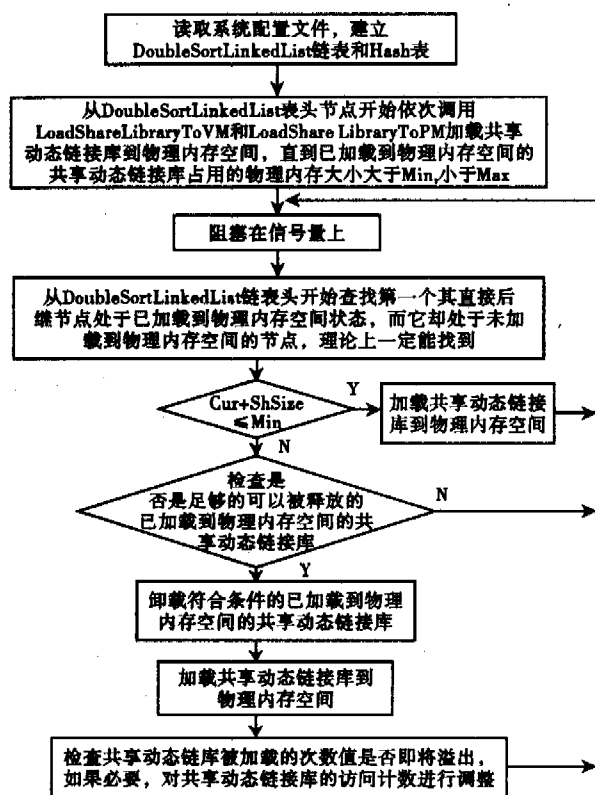 读取系统配置文件，建立
DoubleSortLinkedList链表和Hash表
从DoubleSortLinkedList表头节点开始依次调用
LoadShareLibraryToVM和LoadShare LibraryToPM加载共享
动态链接库到物理内存空间，直到已加载到物理内存空间的
共享动态链接库占用的物理内存大小大于Min,小于Max
阻塞在信号量上
从DoubleSortLinkedList链表头开始查找第一个其直接后
继节点处于已加载到物理内存空间状态，而它却处于未加
载到物理内存空间的节点，理论上一定能找到
Cur+ShSize
≤Min
Y
加载共享动态链接
库到物理内存空间
N
检查是
否是足够的可以被释放的
已加载到物理内存空间的共
享动态链接库
N
Y
卸载符合条件的已加载到物理
内存空间的共享动态链接库
加载共享动态链接库到
物理内存空间
检查共享动态链库被加载的次数值是否即将溢出，
如果必要，对共享动态链接库的访问计数进行调整